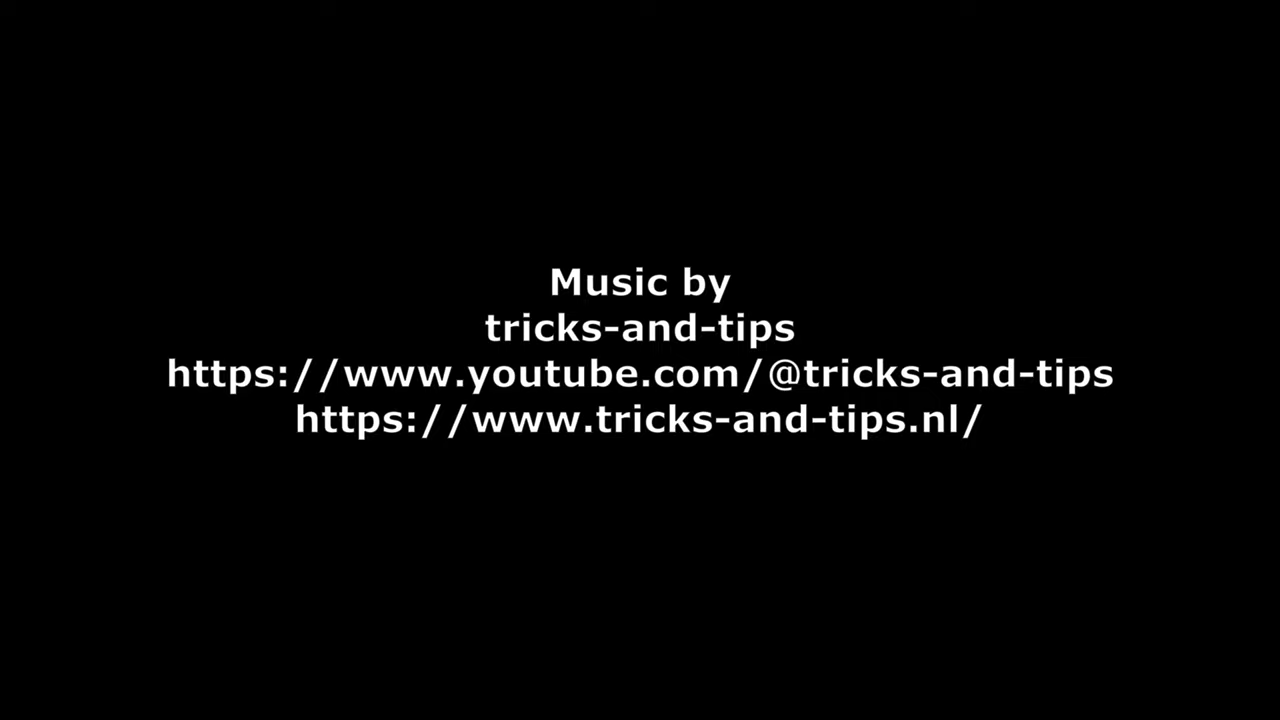 Music by
tricks-and-tips
https://www.youtube.com/@tricks-and-tips
https://www.tricks-and-tips.nl/